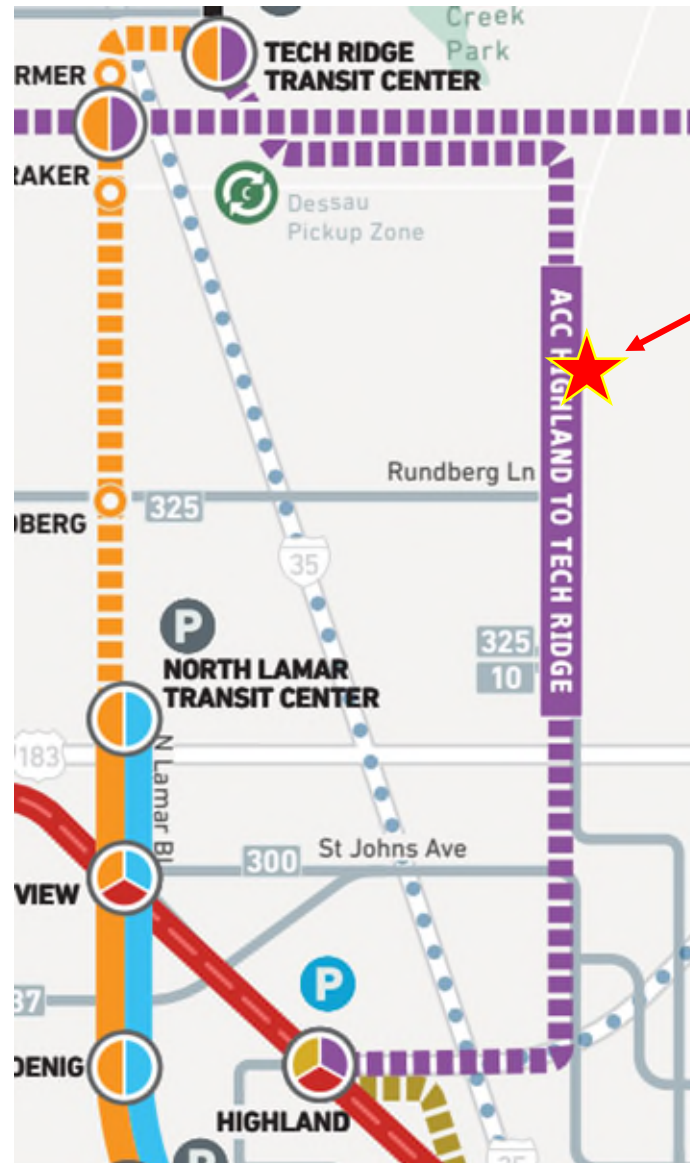 Creek
Park
TECH RIDGE
TRANSIT CENTER
RMER
RAKER
C
Dessau
Pickup Zone
ACC HIGHLAND TO TECH RIDGE
Rundberg Ln
325
DBERG
35
P
325
10
NORTH LAMAR
TRANSIT CENTER
183
N Lamar Bl
St Johns Ave
300
VIEW
P
37
OENIG
HIGHLAND
P
35